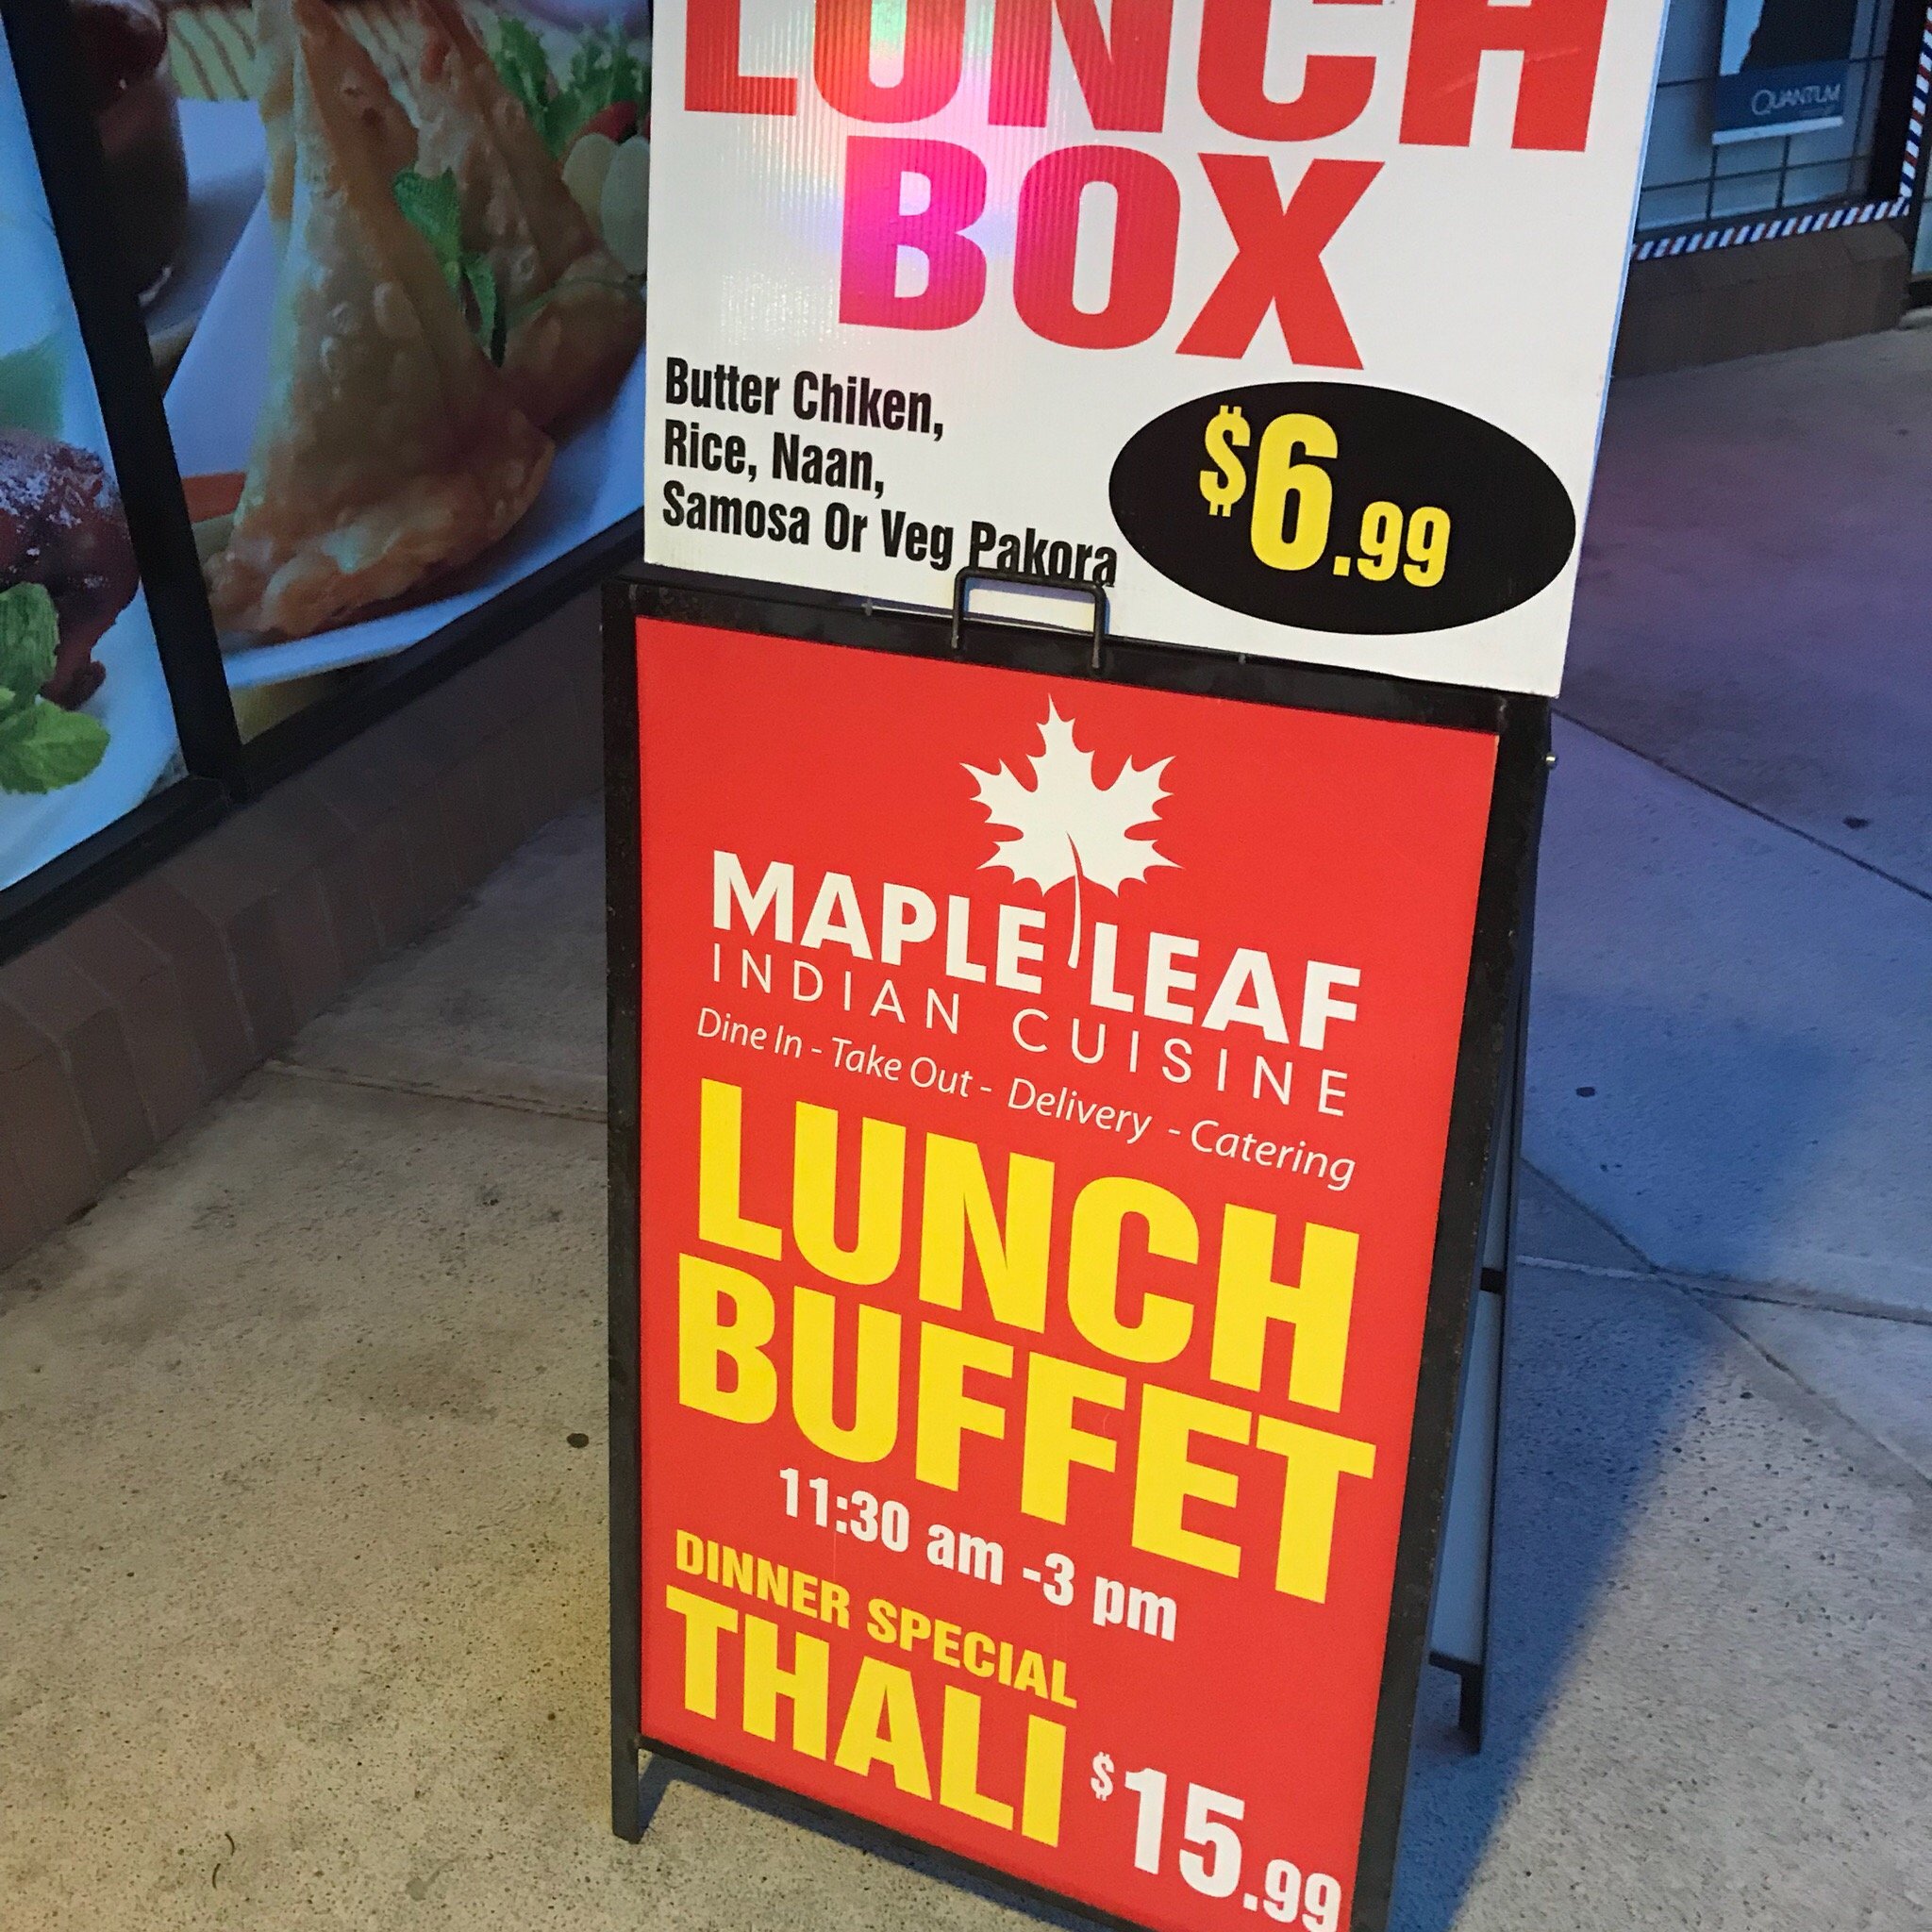 LUNCH
BOX
Butter Chiken,
Rice, Naan,
Samosa Or Veg Pakora
$6.99
QUANTUM
MAPLE LEAF
INDIAN CUISINE
Dine In - Take Out - Delivery - Catering
LUNCH
BUFFET
11:30 am -3 pm
DINNER SPECIAL
THALI $15.99